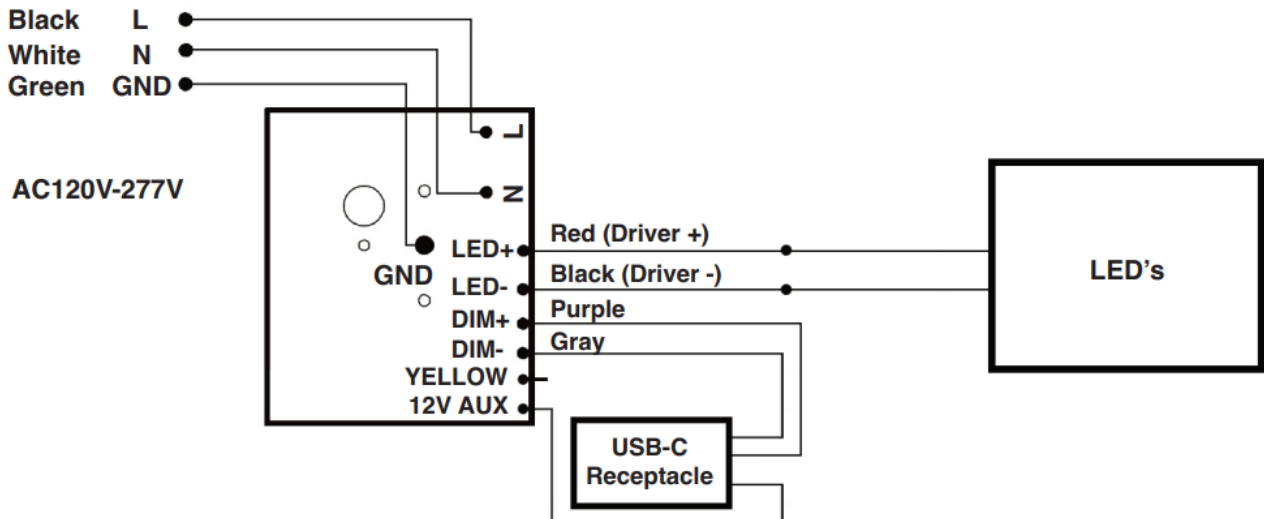 Black L
White N
Green GND
AC120V-277V
L
N
LED+
GND
LED-
DIM+
DIM-
YELLOW
12V AUX
Red (Driver +)
Black (Driver -)
Purple
Gray
LED's
USB-C
Receptacle